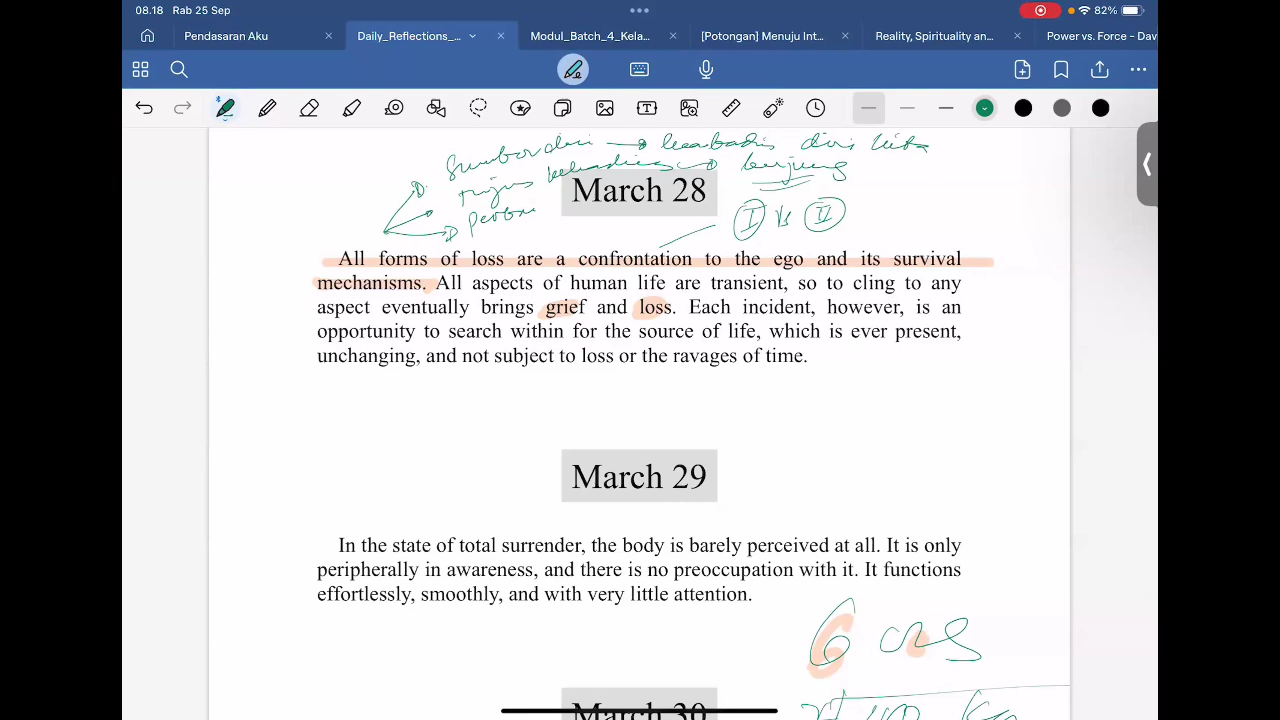 08.18 Rab 25 Sep
82%
Pendasaran Aku
Daily_Reflections_...
Modul_Batch_4_Kela...
[Potongan] Menuju Int...
Reality, Spirituality an...
Power vs. Force – Dav
diri kita
March 28
I vs II
All forms of loss are a confrontation to the ego and its survival
mechanisms. All aspects of human life are transient, so to cling to any
aspect eventually brings grief and loss. Each incident, however, is an
opportunity to search within for the source of life, which is ever present,
unchanging, and not subject to loss or the ravages of time.
March 29
In the state of total surrender, the body is barely perceived at all. It is only
peripherally in awareness, and there is no preoccupation with it. It functions
effortlessly, smoothly, and with very little attention.
March 30